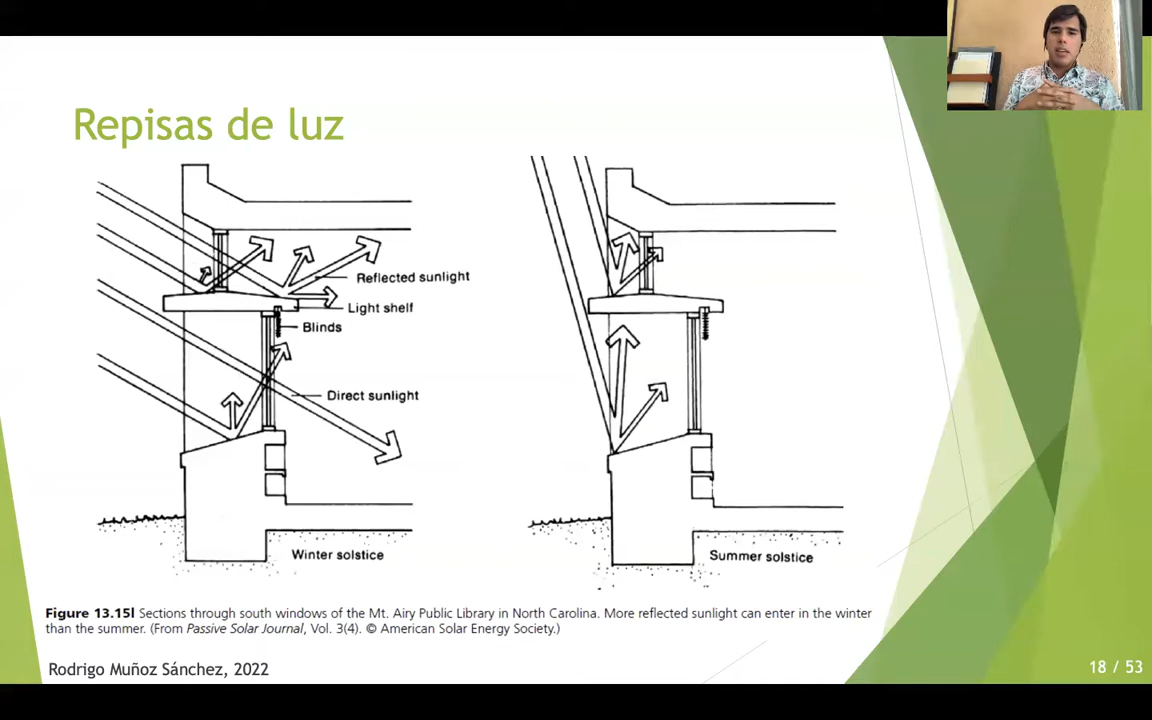 Repisas de luz
Reflected sunlight
Light shelf
Blinds
Direct sunlight
Winter solstice
Summer solstice
Figure 13.15l Sections through south windows of the Mt. Airy Public Library in North Carolina. More reflected sunlight can enter in the winter
than the summer. (From Passive Solar Journal, Vol. 3(4). © American Solar Energy Society.)
Rodrigo Muñoz Sánchez, 2022
18 / 53